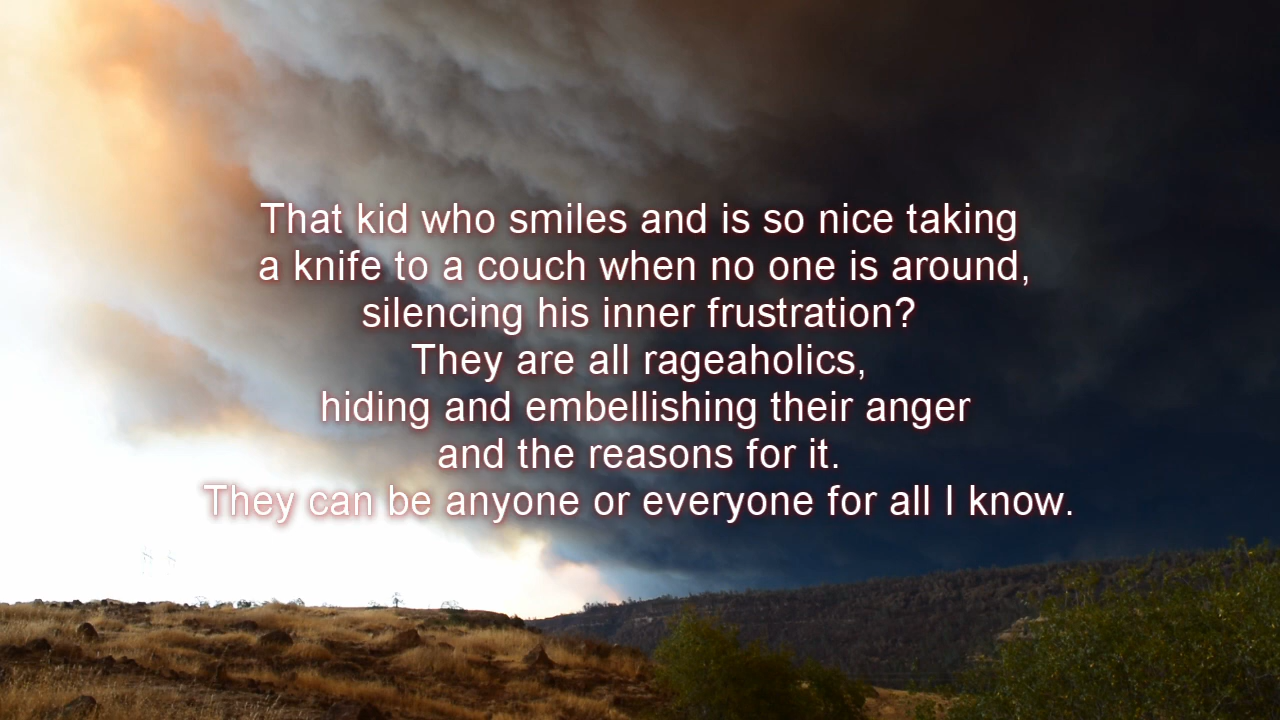 That kid who smiles and is so nice taking
a knife to a couch when no one is around,
silencing his inner frustration?
They are all rageaholics,
hiding and embellishing their anger
and the reasons for it.
They can be anyone or everyone for all I know.